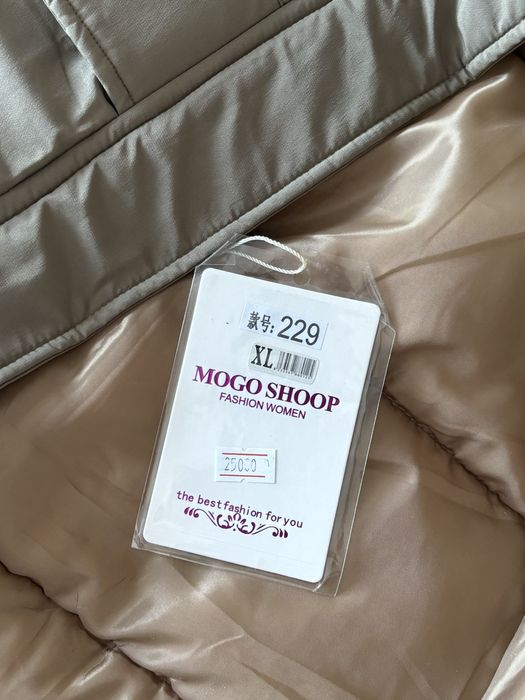 款号: 229
XL
MOGO SHOOP
FASHION WOMEN
25000
the best fashion for you